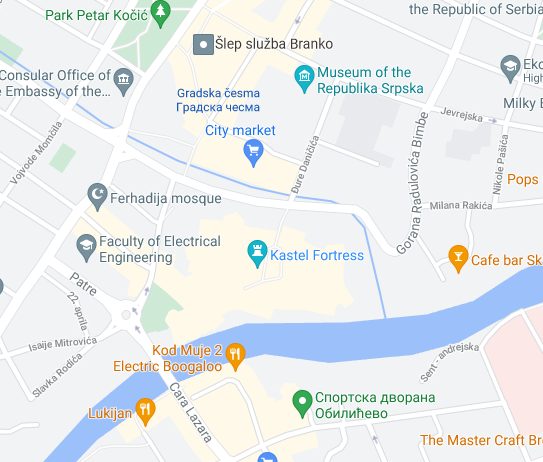 Park Petar Kočić
the Republic of Serbia
Šlep služba Branko
Consular Office of
e Embassy of the...
Museum of the
Republika Srpska
Eko
High
Gradska česma
Градска чесма
Milky B
Jevrejska
City market
Vojvode Momčila
Đure Daničića
Gorana Radulovića Bimbe
Nikole Pašića
Pops
Ferhadija mosque
Milana Rakića
Faculty of Electrical
Engineering
Kastel Fortress
Cafe bar Sk
Patre
22. aprila
Isaije Mitrovića
Slavka Rodića
Kod Muje 2
Electric Boogaloo
Sent - andrejska
Cara Lazara
Lukijan
Спортска дворана
Обилићево
The Master Craft Br